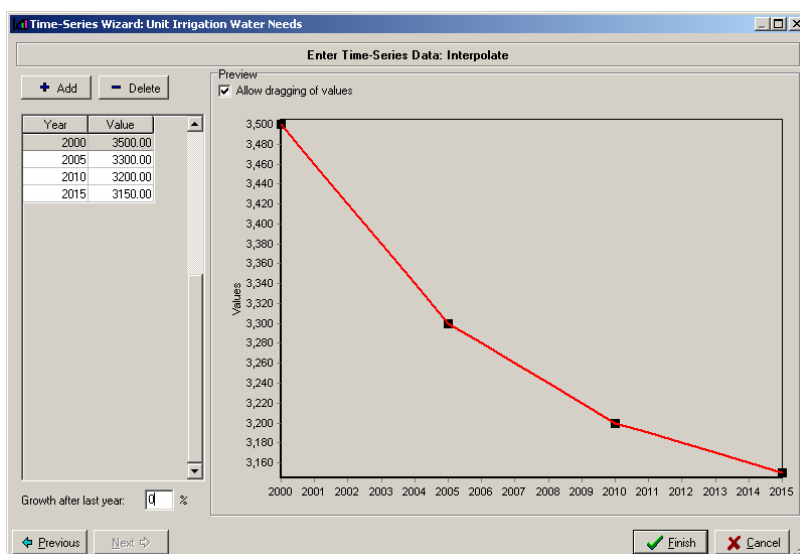 Time-Series Wizard: Unit Irrigation Water Needs
Enter Time-Series Data: Interpolate
Add
Delete
Year Value
2000 3500.00
2005 3300.00
2010 3200.00
2015 3150.00
Growth after last year: 0 %
Preview
Allow dragging of values
Values
3,500
3,480
3,460
3,440
3,420
3,400
3,380
3,360
3,340
3,320
3,300
3,280
3,260
3,240
3,220
3,200
3,180
3,160
2000 2001 2002 2003 2004 2005 2006 2007 2008 2009 2010 2011 2012 2013 2014 2015
Previous
Next
Finish
Cancel